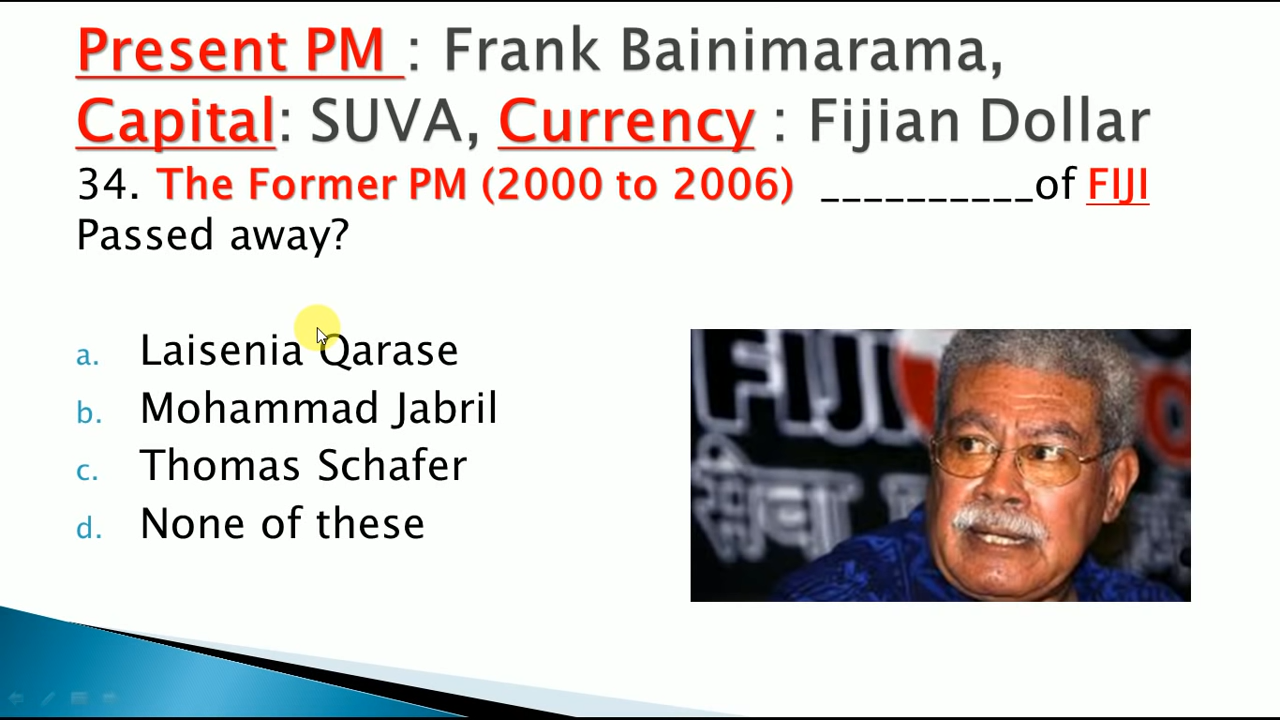 Present PM : Frank Bainimarama,
Capital: SUVA, Currency : Fijian Dollar
34. The Former PM (2000 to 2006) __________of FIJI
Passed away?
a. Laisenia Qarase
b. Mohammad Jabril
c. Thomas Schafer
d. None of these
FIJI
सेवा